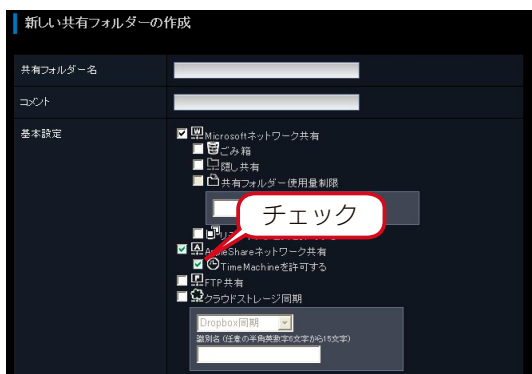 新しい共有フォルダーの作成
共有フォルダー名
コメント
基本設定
Microsoftネットワーク共有
ごみ箱
隠し共有
共有フォルダー使用量制限
チェック
AppleShareネットワーク共有
TimeMachineを許可する
FTP共有
クラウドストレージ同期
Dropbox同期
識別名(任意の半角英数字6文字から15文字)